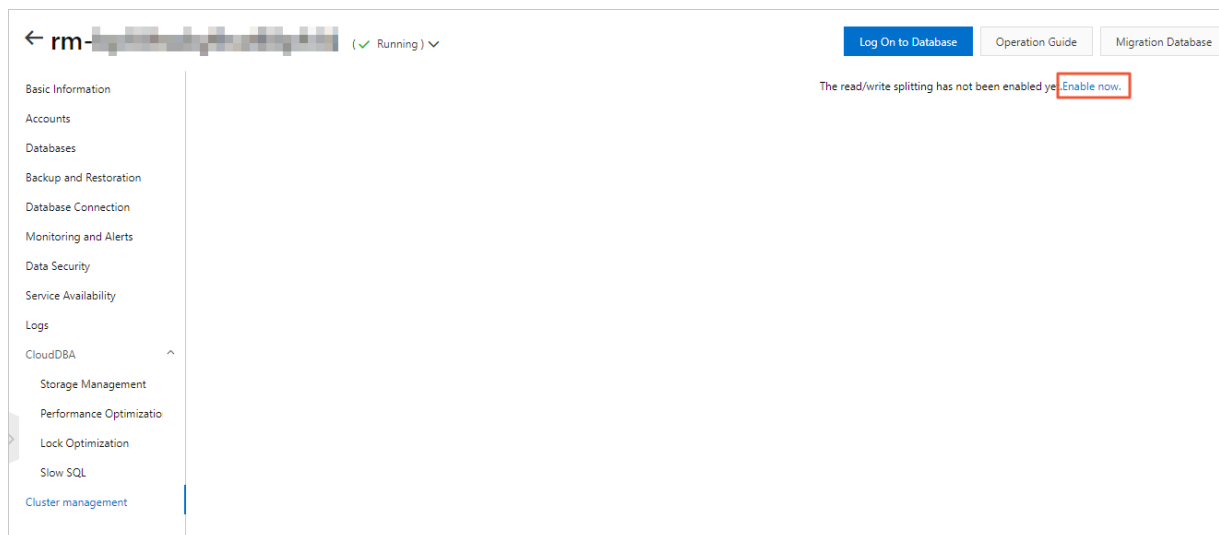 rm-
( Running )
Log On to Database
Operation Guide
Migration Database
Basic Information
The read/write splitting has not been enabled ye .Enable now.
Accounts
Databases
Backup and Restoration
Database Connection
Monitoring and Alerts
Data Security
Service Availability
Logs
CloudDBA
Storage Management
Performance Optimizatio
Lock Optimization
Slow SQL
Cluster management